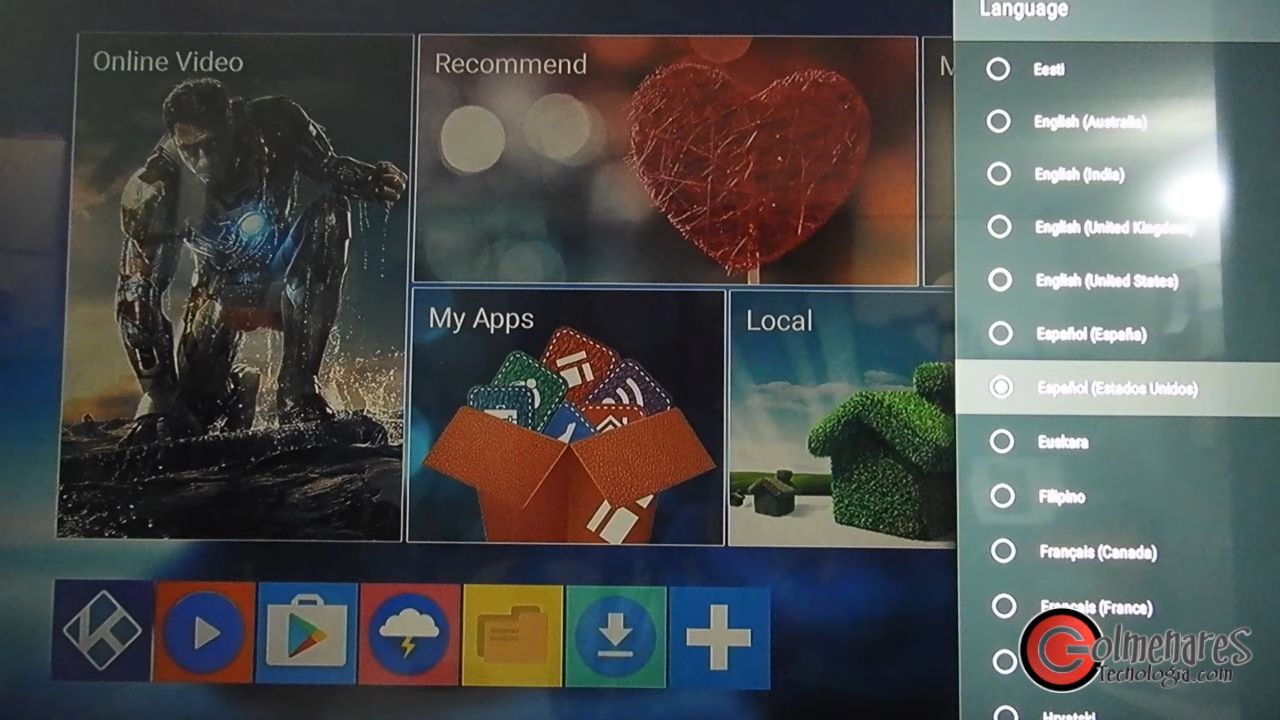 Online Video
Recommend
M
My Apps
Local
Language
Eesti
English (Australia)
English (India)
English (United Kingdom)
English (United States)
Español (España)
Español (Estados Unidos)
Euskara
Filipino
Français (Canada)
Français (France)
Hrvatski
Colmenares
Tecnologia.com